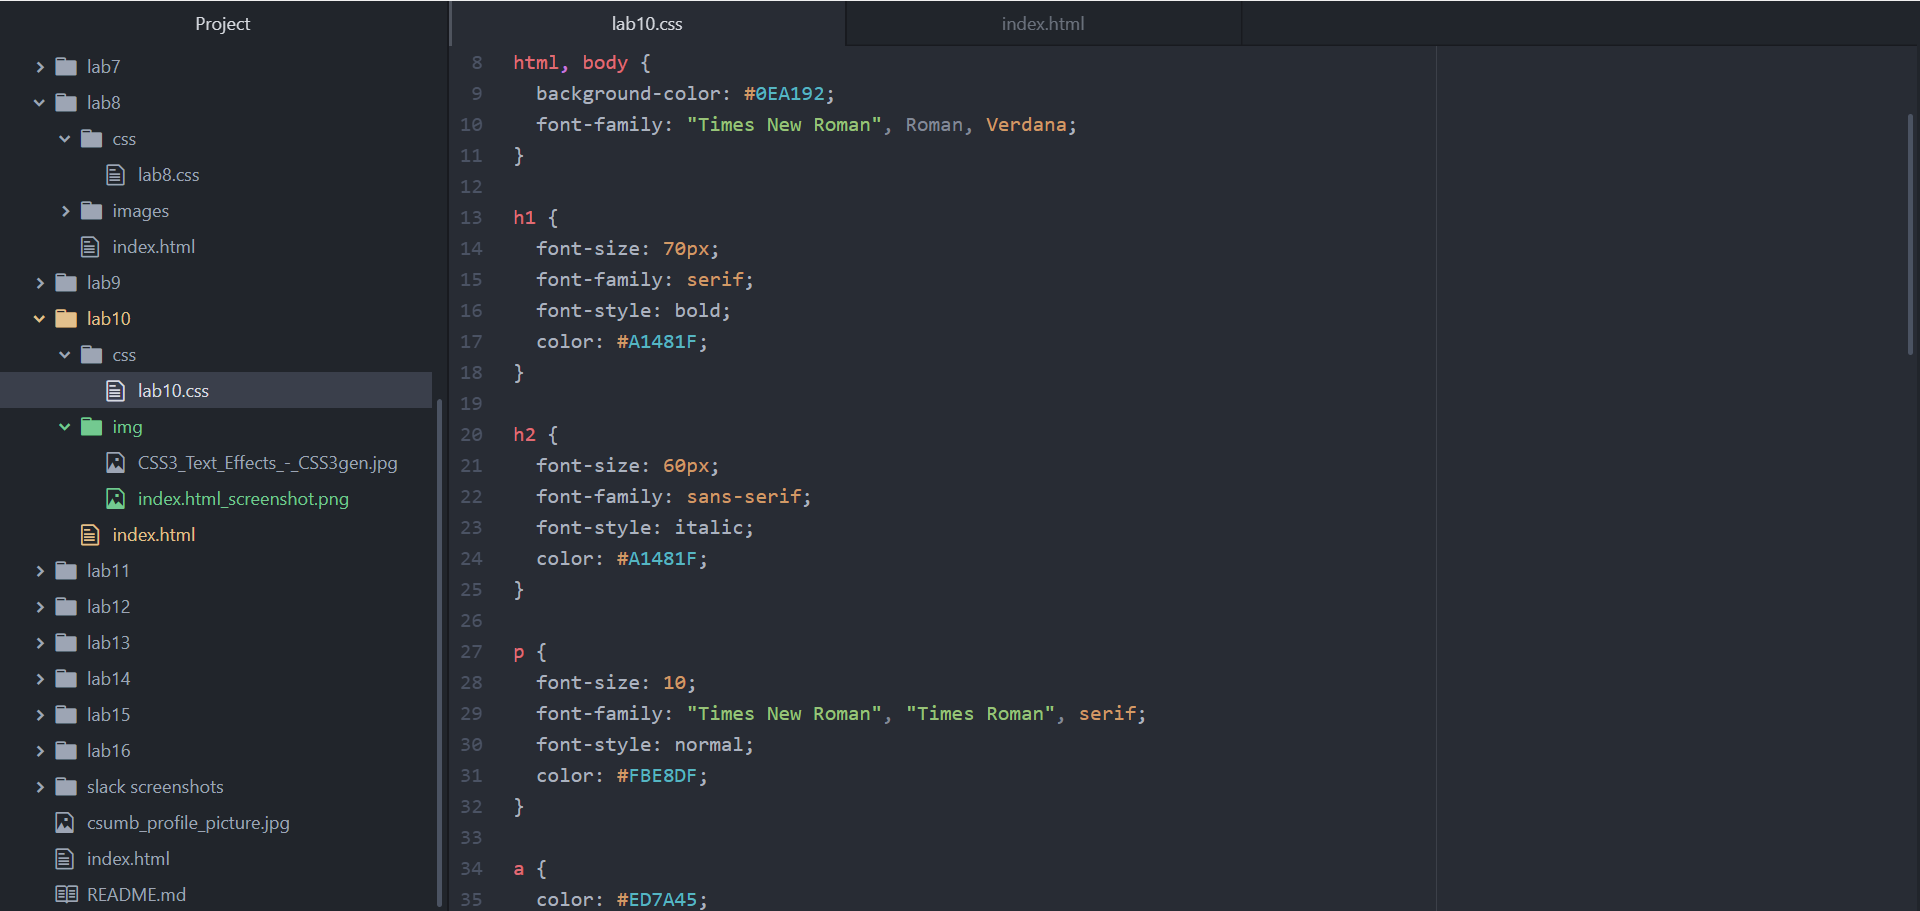 Project
lab7
lab8
css
lab8.css
images
index.html
lab9
lab10
css
lab10.css
img
CSS3_Text_Effects_-_CSS3gen.jpg
index.html_screenshot.png
index.html
lab11
lab12
lab13
lab14
lab15
lab16
slack screenshots
csumb_profile_picture.jpg
index.html
README.md
lab10.css
index.html
8 html, body {
9   background-color: #0EA192;
10   font-family: "Times New Roman", Roman, Verdana;
11 }
12
13 h1 {
14   font-size: 70px;
15   font-family: serif;
16   font-style: bold;
17   color: #A1481F;
18 }
19
20 h2 {
21   font-size: 60px;
22   font-family: sans-serif;
23   font-style: italic;
24   color: #A1481F;
25 }
26
27 p {
28   font-size: 10;
29   font-family: "Times New Roman", "Times Roman", serif;
30   font-style: normal;
31   color: #FBE8DF;
32 }
33
34 a {
35   color: #ED7A45;